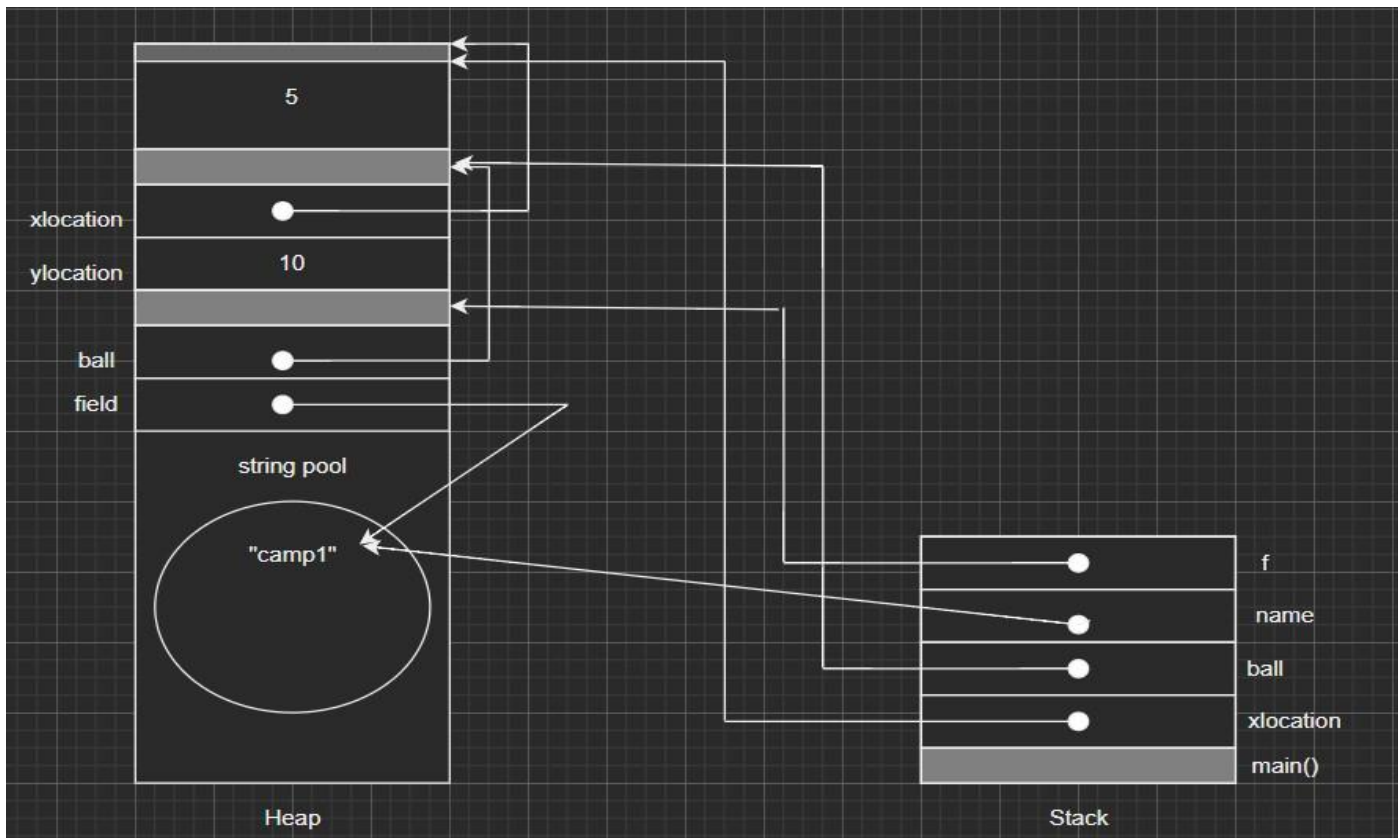 5
xlocation
ylocation
10
ball
field
string pool
"camp1"
Heap
f
name
ball
xlocation
main()
Stack